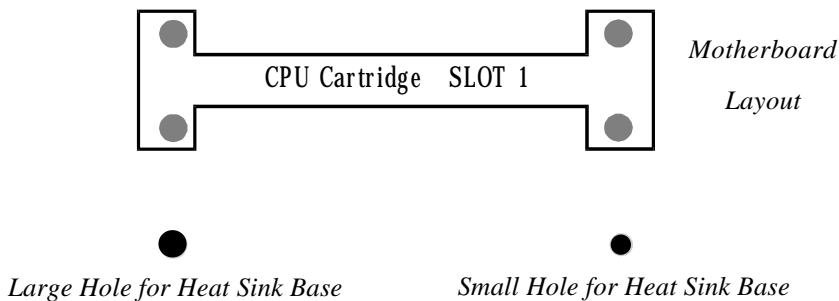 CPU Cartridge SLOT 1
Motherboard
Layout
Large Hole for Heat Sink Base
Small Hole for Heat Sink Base